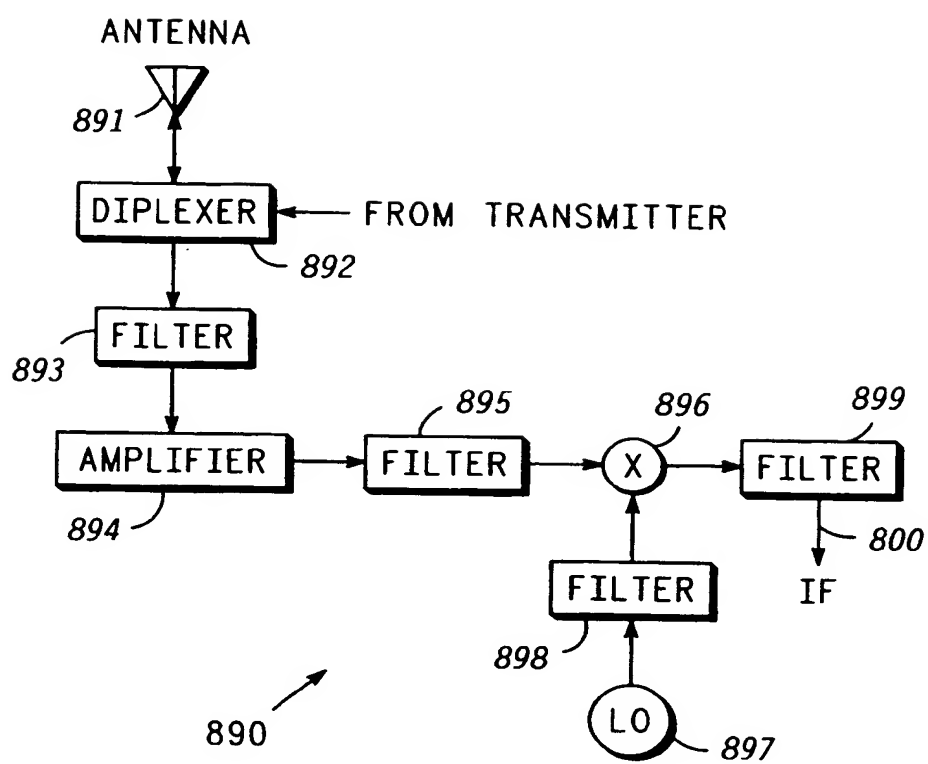 ANTENNA
891
DIPLEXER
FROM TRANSMITTER
892
FILTER
893
895
896
899
AMPLIFIER
FILTER
X
FILTER
894
800
FILTER
IF
898
890
LO
897